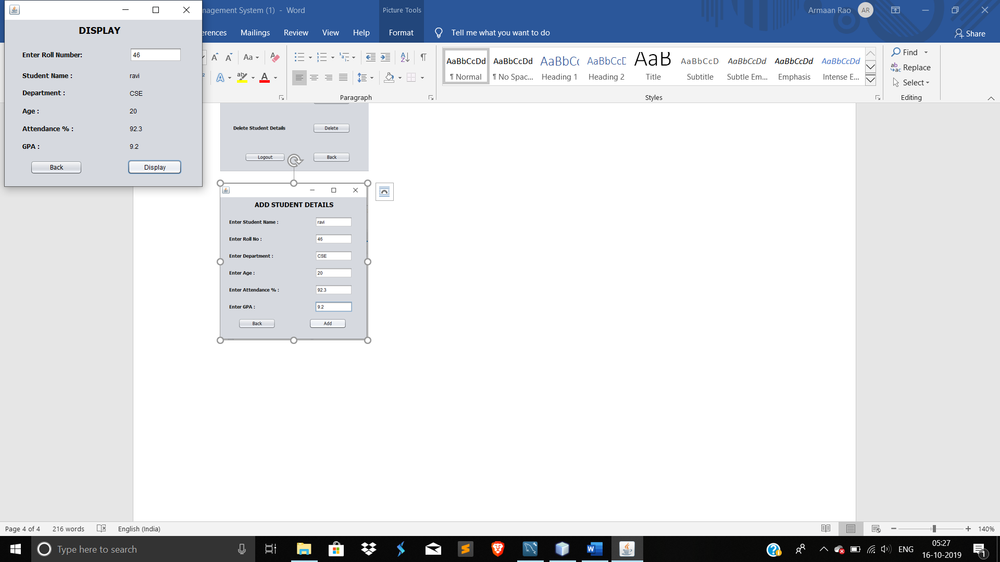 nagement System (1) - Word
Picture Tools
Armaan Rao
AR
erences
Mailings
Review
View
Help
Format
Tell me what you want to do
Share
DISPLAY
Enter Roll Number:
46
Student Name :
ravi
Department :
CSE
Age :
20
Attendance % :
92.3
GPA :
9.2
Back
Display
Aa
Paragraph
AaBbCcDd
¶ Normal
AaBbCcDd
¶ No Spac...
AaBbCc
Heading 1
AaBbCcD
Heading 2
AaB
Title
AaBbCcD
Subtitle
AaBbCcDd
Subtle Em...
AaBbCcDd
Emphasis
AaBbCcDd
Intense E...
Styles
Find
Replace
Select
Editing
Delete Student Details
Delete
Logout
Back
ADD STUDENT DETAILS
Enter Student Name :
ravi
Enter Roll No :
46
Enter Department :
CSE
Enter Age :
20
Enter Attendance % :
92.3
Enter GPA :
9.2
Back
Add
Page 4 of 4
216 words
English (India)
140%
Type here to search
ENG
05:27
16-10-2019
1